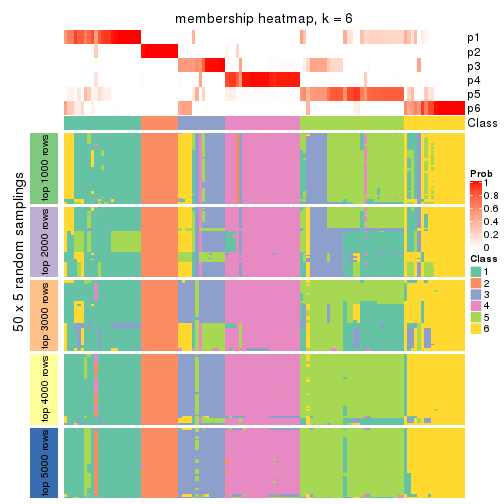 membership heatmap, k = 6
p1
p2
p3
p4
p5
p6
Class
50 x 5 random samplings
top 1000 rows
top 2000 rows
top 3000 rows
top 4000 rows
top 5000 rows
Prob
1
0.8
0.6
0.4
0.2
0
Class
1
2
3
4
5
6